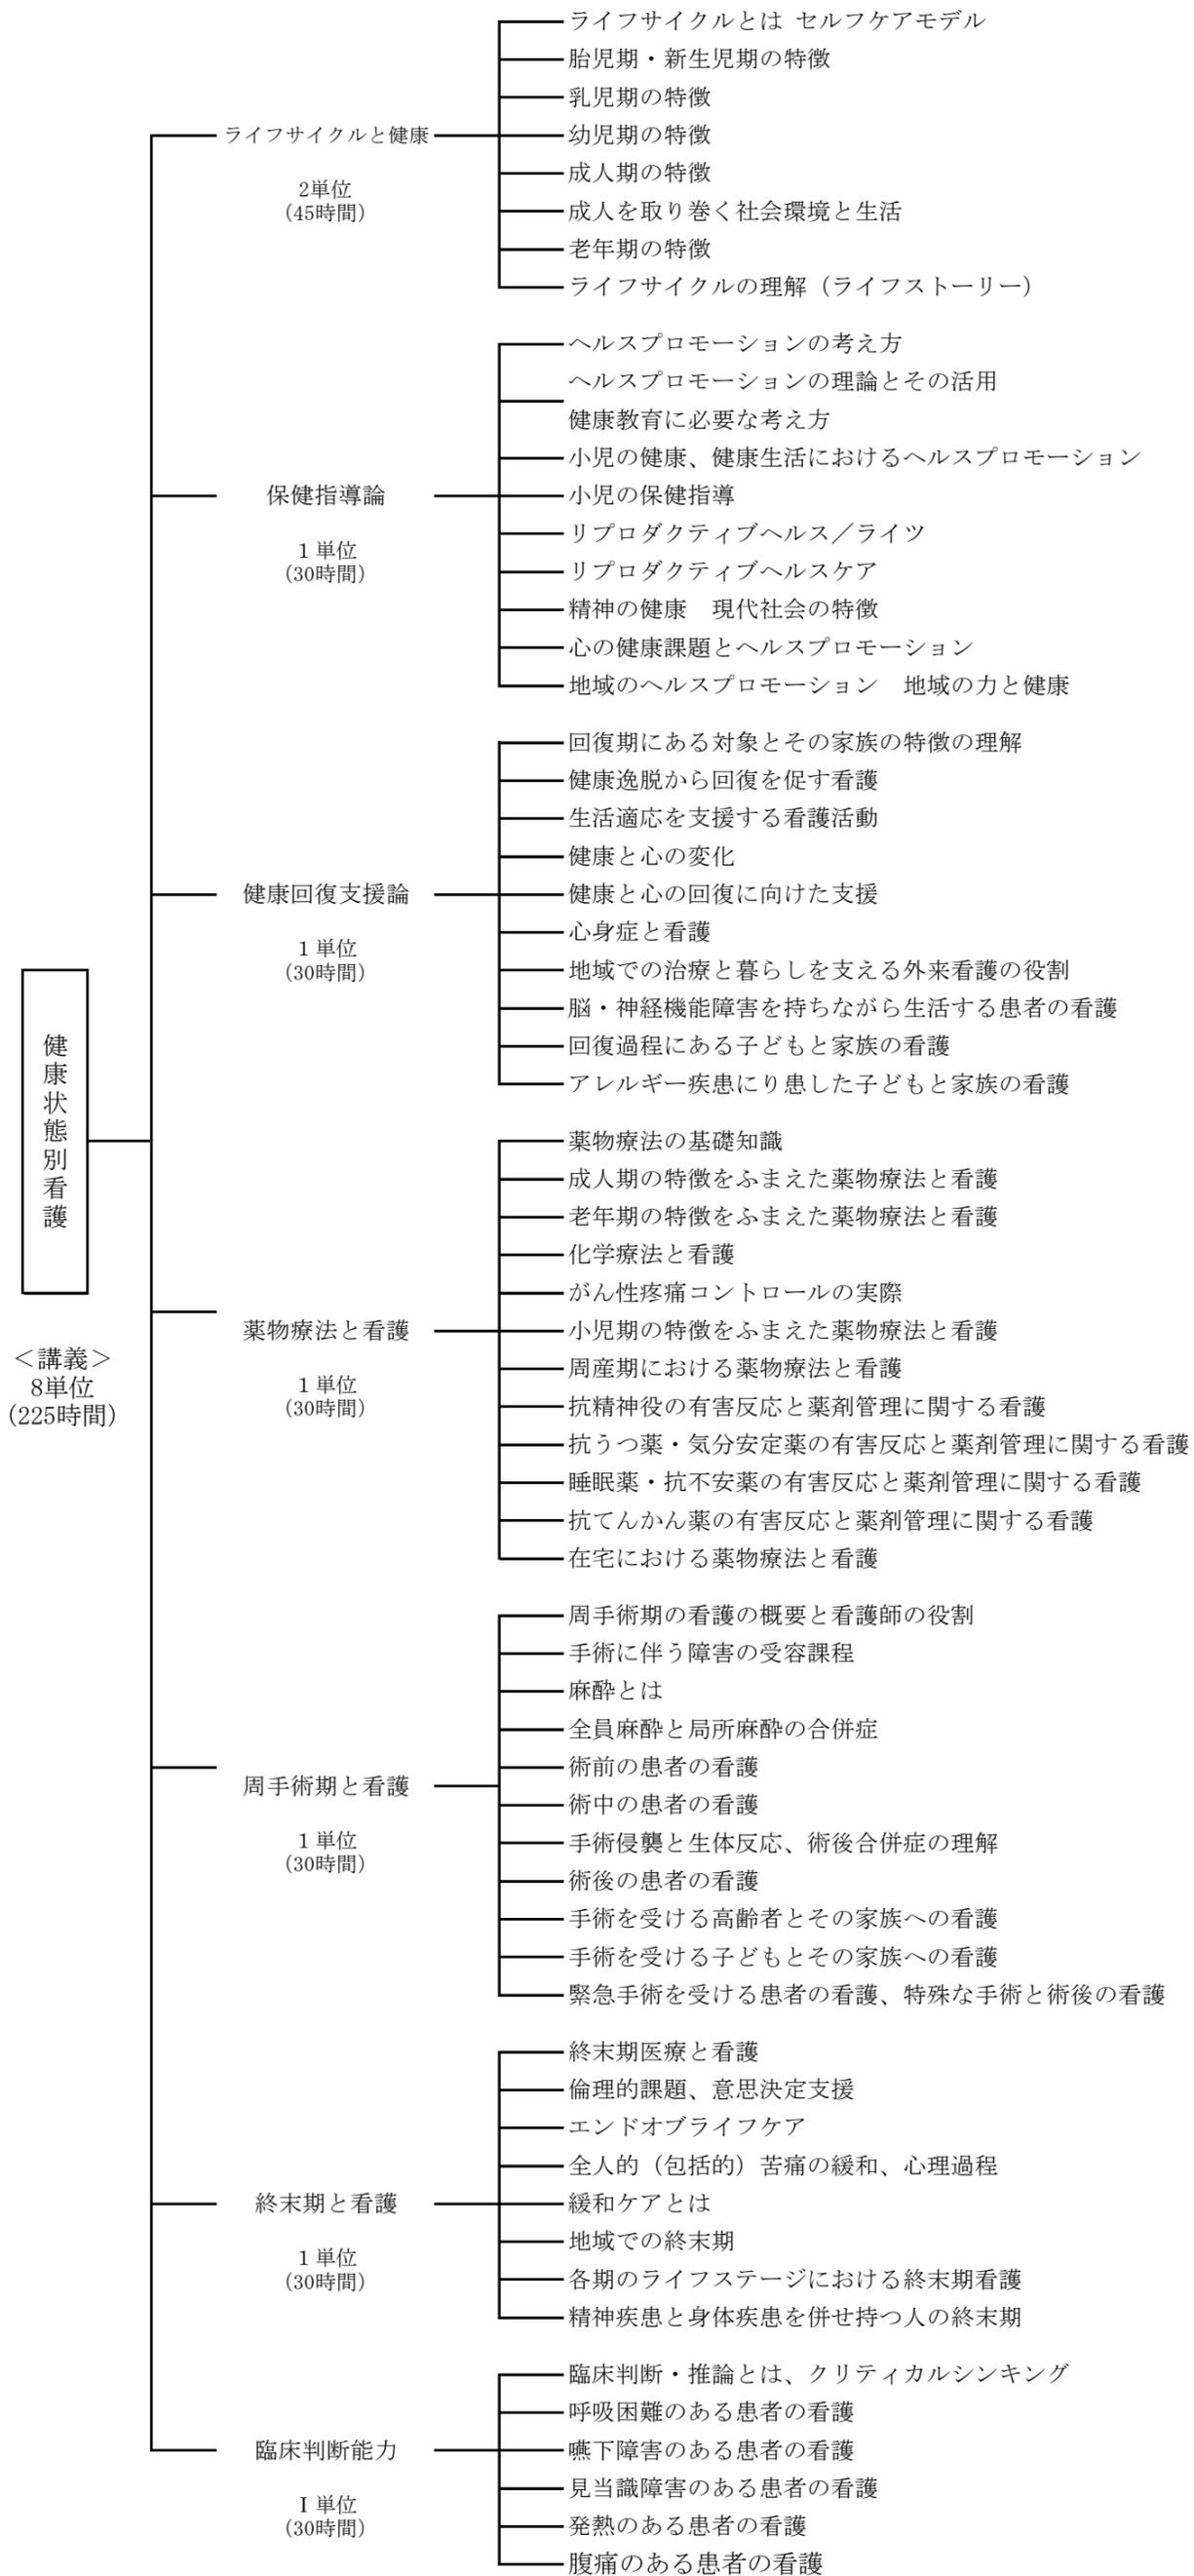 健康状態別看護
＜講義＞
8単位
(225時間)
ライフサイクルと健康
2単位
(45時間)
ライフサイクルとは セルフケアモデル
胎児期・新生児期の特徴
乳児期の特徴
幼児期の特徴
成人期の特徴
成人を取り巻く社会環境と生活
老年期の特徴
ライフサイクルの理解（ライフストーリー）
保健指導論
１単位
(30時間)
ヘルスプロモーションの考え方
ヘルスプロモーションの理論とその活用
健康教育に必要な考え方
小児の健康、健康生活におけるヘルスプロモーション
小児の保健指導
リプロダクティブヘルス／ライツ
リプロダクティブヘルスケア
精神の健康　現代社会の特徴
心の健康課題とヘルスプロモーション
地域のヘルスプロモーション　地域の力と健康
健康回復支援論
１単位
(30時間)
回復期にある対象とその家族の特徴の理解
健康逸脱から回復を促す看護
生活適応を支援する看護活動
健康と心の変化
健康と心の回復に向けた支援
心身症と看護
地域での治療と暮らしを支える外来看護の役割
脳・神経機能障害を持ちながら生活する患者の看護
回復過程にある子どもと家族の看護
アレルギー疾患にり患した子どもと家族の看護
薬物療法と看護
１単位
(30時間)
薬物療法の基礎知識
成人期の特徴をふまえた薬物療法と看護
老年期の特徴をふまえた薬物療法と看護
化学療法と看護
がん性疼痛コントロールの実際
小児期の特徴をふまえた薬物療法と看護
周産期における薬物療法と看護
抗精神役の有害反応と薬剤管理に関する看護
抗うつ薬・気分安定薬の有害反応と薬剤管理に関する看護
睡眠薬・抗不安薬の有害反応と薬剤管理に関する看護
抗てんかん薬の有害反応と薬剤管理に関する看護
在宅における薬物療法と看護
周手術期と看護
１単位
(30時間)
周手術期の看護の概要と看護師の役割
手術に伴う障害の受容課程
麻酔とは
全員麻酔と局所麻酔の合併症
術前の患者の看護
術中の患者の看護
手術侵襲と生体反応、術後合併症の理解
術後の患者の看護
手術を受ける高齢者とその家族への看護
手術を受ける子どもとその家族への看護
緊急手術を受ける患者の看護、特殊な手術と術後の看護
終末期と看護
１単位
(30時間)
終末期医療と看護
倫理的課題、意思決定支援
エンドオブライフケア
全人的（包括的）苦痛の緩和、心理過程
緩和ケアとは
地域での終末期
各期のライフステージにおける終末期看護
精神疾患と身体疾患を併せ持つ人の終末期
臨床判断能力
Ⅰ単位
(30時間)
臨床判断・推論とは、クリティカルシンキング
呼吸困難のある患者の看護
嚥下障害のある患者の看護
見当識障害のある患者の看護
発熱のある患者の看護
腹痛のある患者の看護